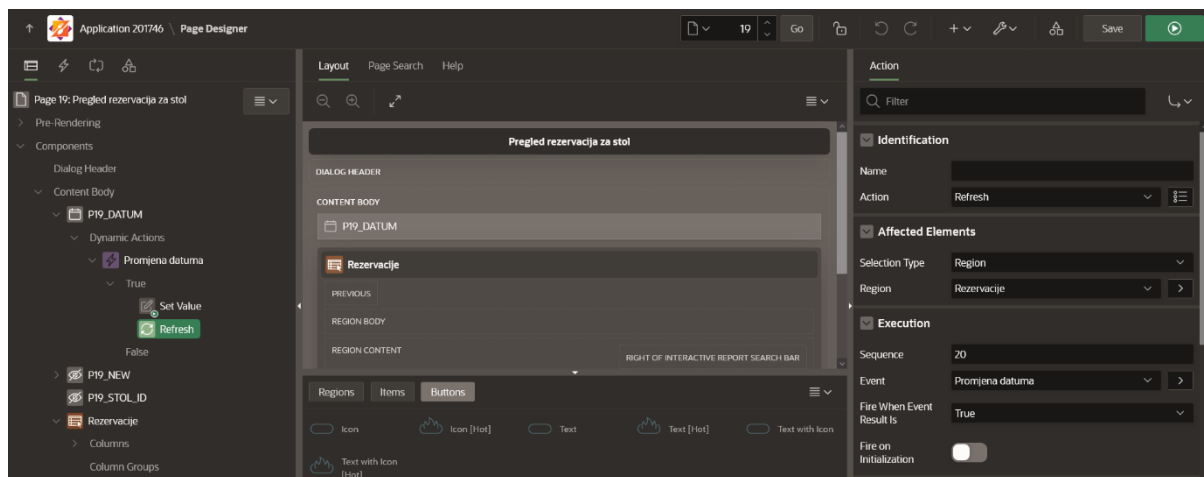 Application 201746 \ Page Designer
19
Go
Save
Layout
Page Search
Help
Action
Page 19: Pregled rezervacija za stol
Pre-Rendering
Components
Dialog Header
Content Body
P19_DATUM
Dynamic Actions
Promjena datuma
True
Set Value
Refresh
False
P19_NEW
P19_STOL_ID
Rezervacije
Columns
Column Groups
Pregled rezervacija za stol
DIALOG HEADER
CONTENT BODY
P19_DATUM
Rezervacije
PREVIOUS
REGION BODY
REGION CONTENT
RIGHT OF INTERACTIVE REPORT SEARCH BAR
Regions
Items
Buttons
Icon
Icon [Hot]
Text
Text [Hot]
Text with Icon
Text with Icon
[Hot]
Filter
Identification
Name
Action
Refresh
Affected Elements
Selection Type
Region
Region
Rezervacije
Execution
Sequence
20
Event
Promjena datuma
Fire When Event
Result Is
True
Fire on
Initialization